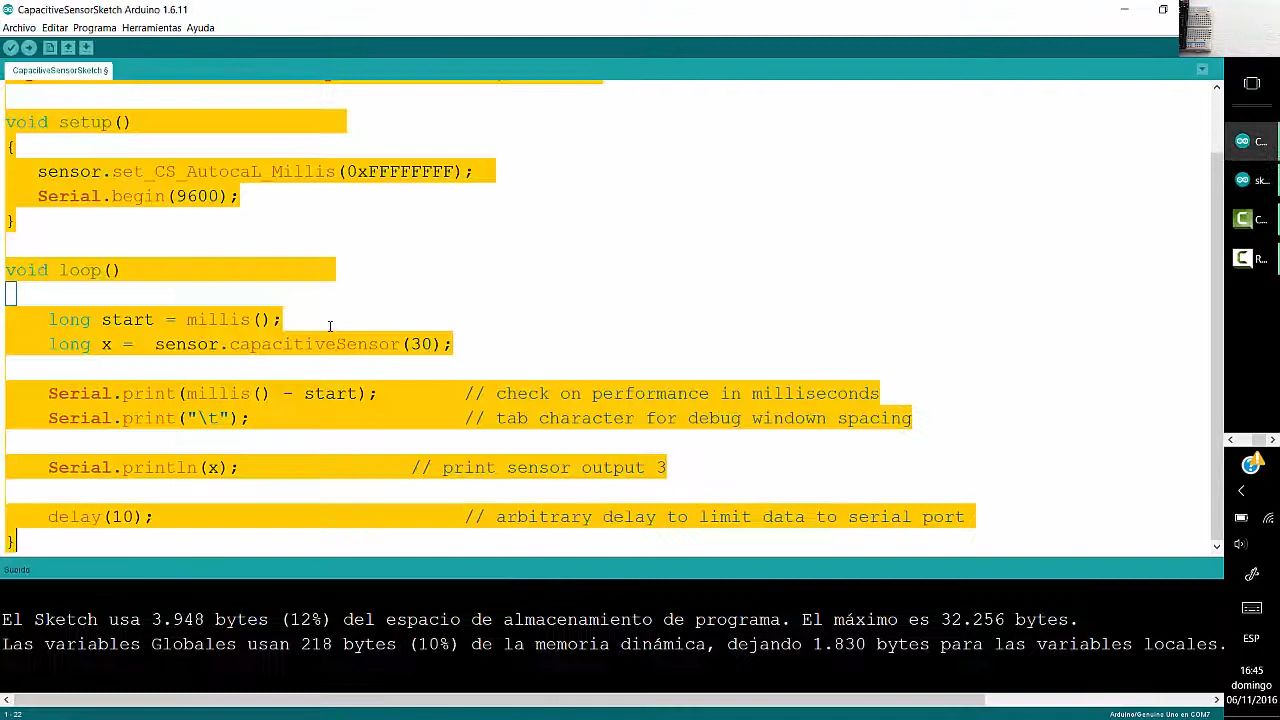 CapacitiveSensorSketch Arduino 1.6.11
Archivo Editar Programa Herramientas Ayuda
CapacitiveSensorSketch §
void setup()
{
sensor.set_CS_AutocaL_Millis(0xFFFFFFFF);
Serial.begin(9600);
}
void loop()
long start = millis();
long x =  sensor.capacitiveSensor(30);
Serial.print(millis() - start);        // check on performance in milliseconds
Serial.print("\t");                    // tab character for debug windown spacing
Serial.println(x);                // print sensor output 3
delay(10);                             // arbitrary delay to limit data to serial port
}
Subido
El Sketch usa 3.948 bytes (12%) del espacio de almacenamiento de programa. El máximo es 32.256 bytes.
Las variables Globales usan 218 bytes (10%) de la memoria dinámica, dejando 1.830 bytes para las variables locales.
1 - 22
Arduino/Genuino Uno en COM7
C...
sk...
C...
R...
ESP
16:45
domingo
06/11/2016